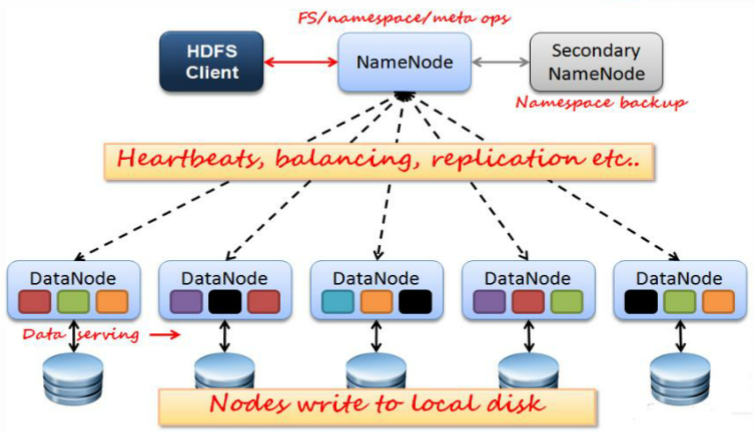 FS/namespace/meta ops
HDFS
Client
NameNode
Secondary
NameNode
Namespace backup
Heartbeats, balancing, replication etc..
DataNode
DataNode
DataNode
DataNode
DataNode
Data serving
Nodes write to local disk